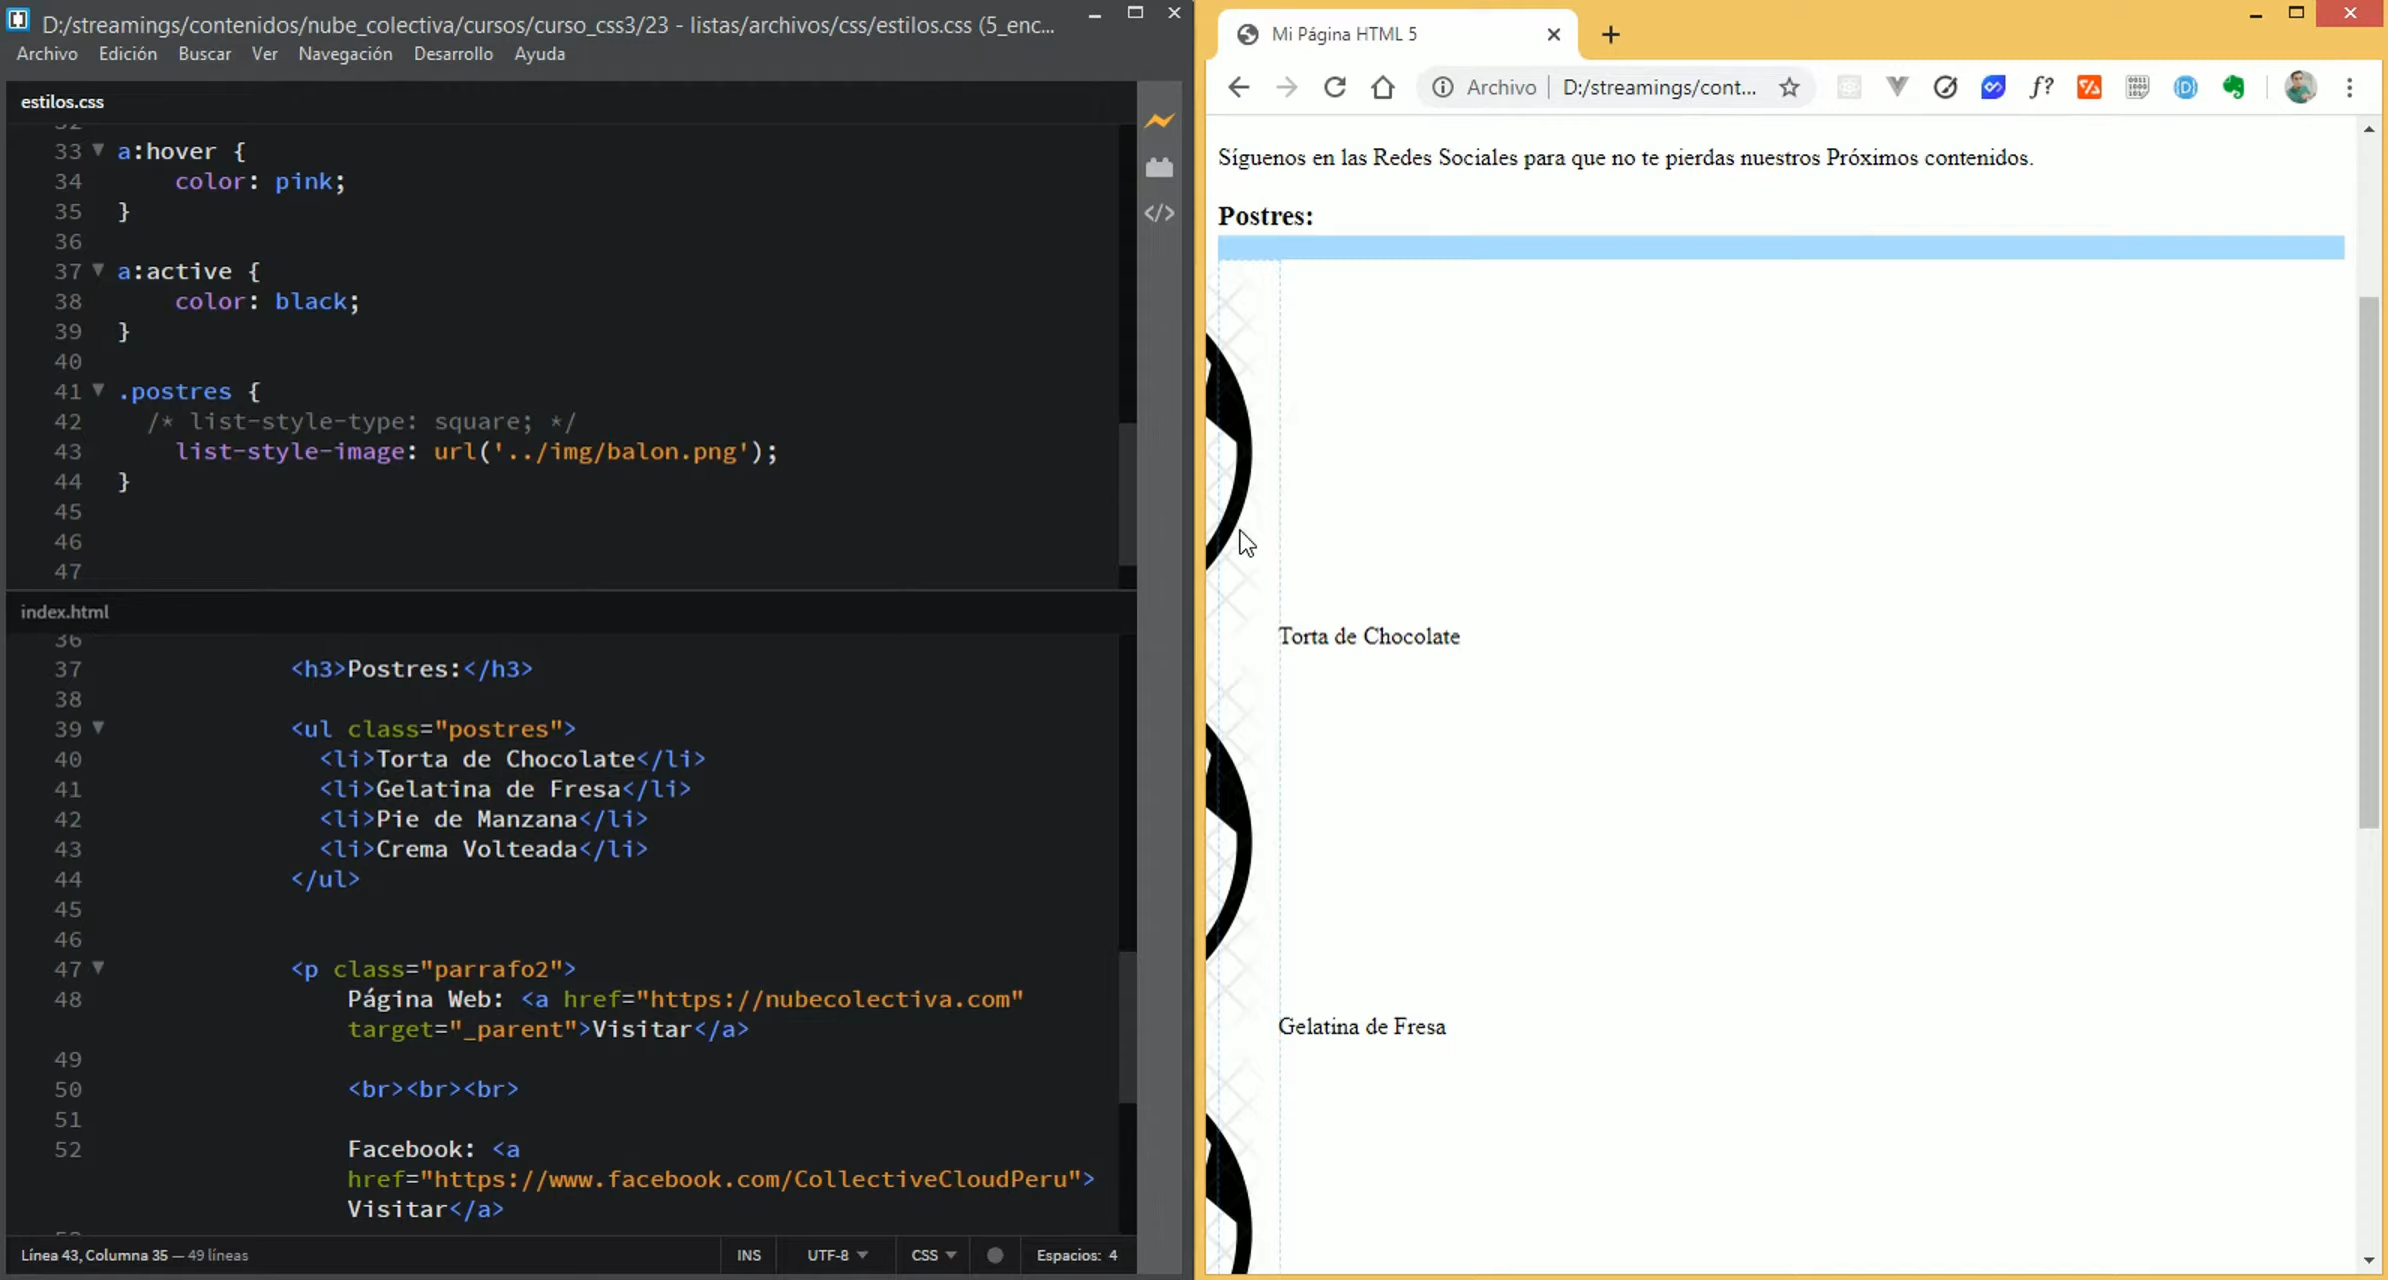 D:/streamings/contenidos/nube_colectiva/cursos/curso_css3/23 - listas/archivos/css/estilos.css (5_enc...
Archivo Edición Buscar Ver Navegación Desarrollo Ayuda
estilos.css
32
33 a:hover {
34 color: pink;
35 }
36
37 a:active {
38 color: black;
39 }
40
41 .postres {
42 /* list-style-type: square; */
43 list-style-image: url('../img/balon.png');
44 }
45
46
47
index.html
36
37 <h3>Postres:</h3>
38
39 <ul class="postres">
40 <li>Torta de Chocolate</li>
41 <li>Gelatina de Fresa</li>
42 <li>Pie de Manzana</li>
43 <li>Crema Volteada</li>
44 </ul>
45
46
47 <p class="parrafo2">
48 Página Web: <a href="https://nubecolectiva.com"
target="_parent">Visitar</a>
49
50 <br><br><br>
51
52 Facebook: <a
href="https://www.facebook.com/CollectiveCloudPeru">
Visitar</a>
Línea 43, Columna 35 — 49 líneas INS UTF-8 CSS Espacios: 4
Mi Página HTML 5
Archivo | D:/streamings/cont...
Síguenos en las Redes Sociales para que no te pierdas nuestros Próximos contenidos.
Postres:
Torta de Chocolate
Gelatina de Fresa